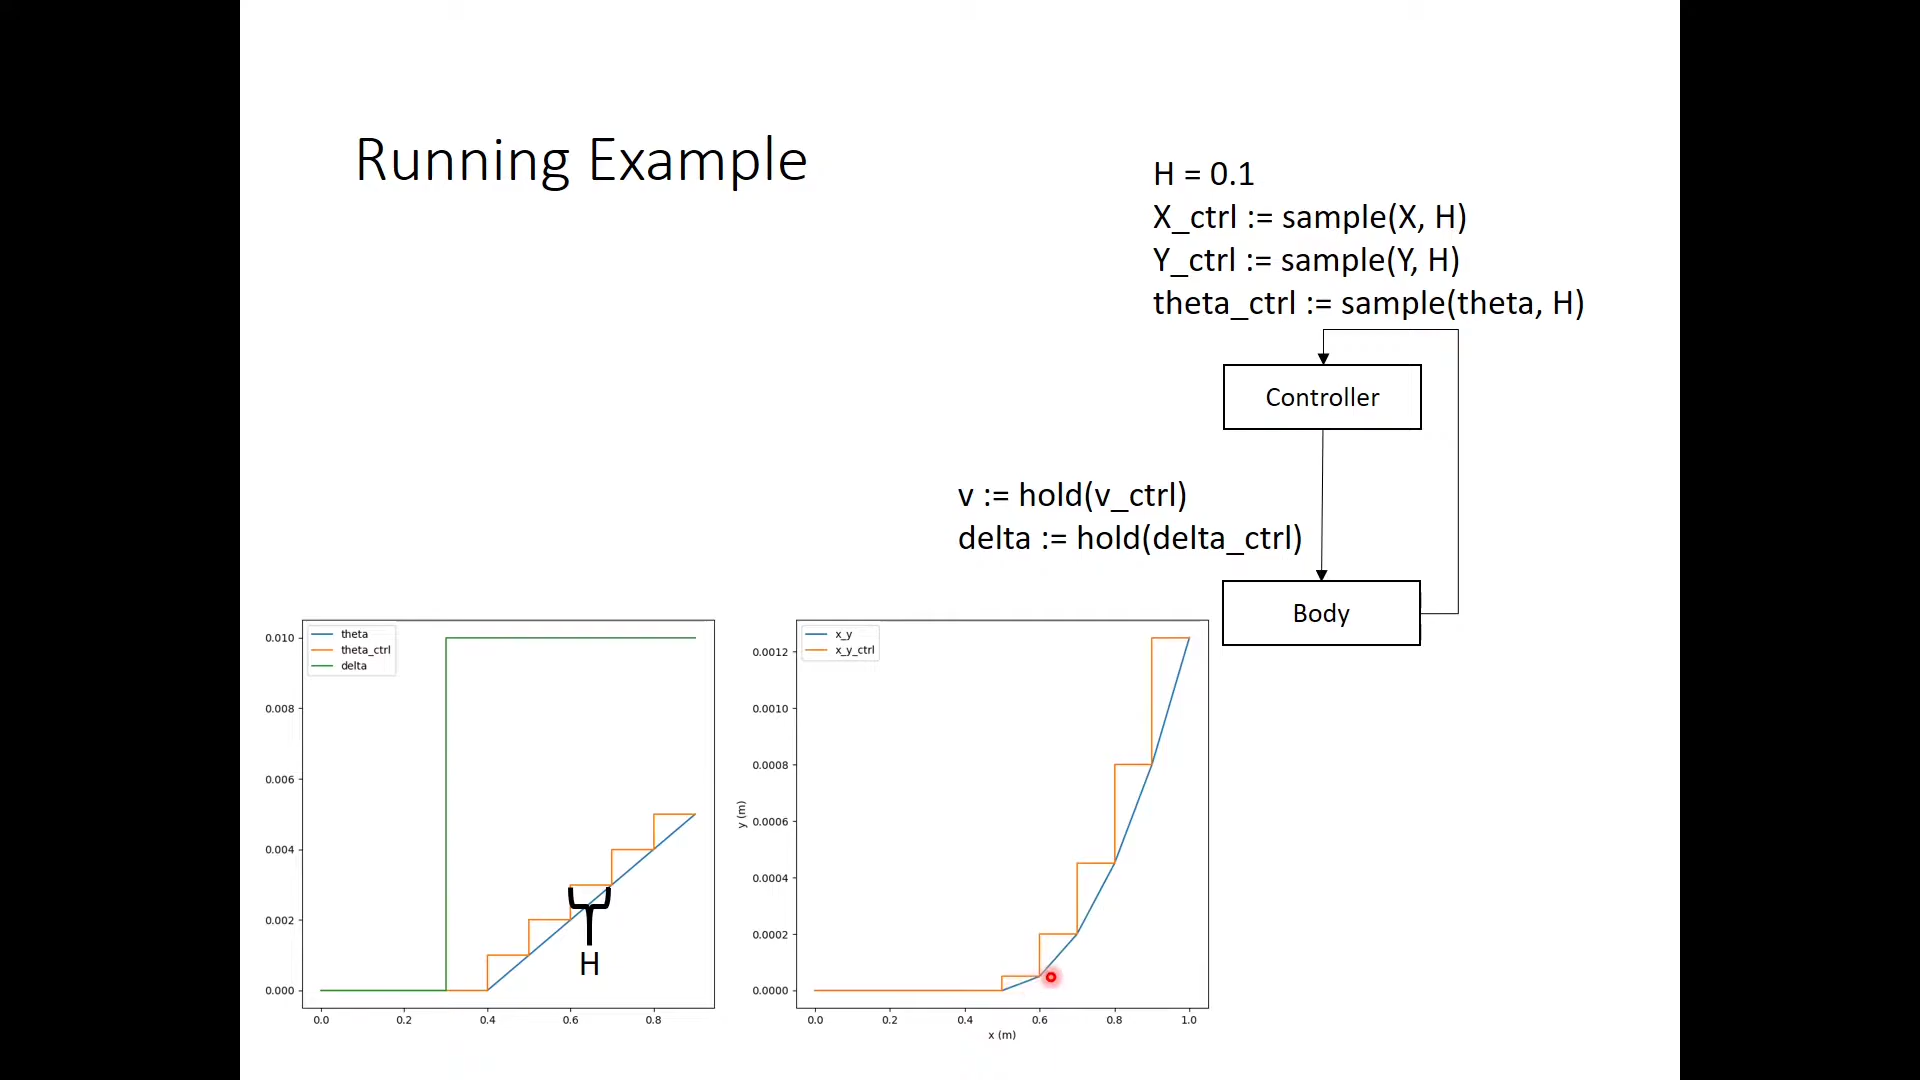 Running Example
H = 0.1
X_ctrl := sample(X, H)
Y_ctrl := sample(Y, H)
theta_ctrl := sample(theta, H)
Controller
v := hold(v_ctrl)
delta := hold(delta_ctrl)
Body
theta
theta_ctrl
delta
0.010
0.008
0.006
0.004
0.002
0.000
H
0.0 0.2 0.4 0.6 0.8
x_y
x_y_ctrl
0.0012
0.0010
0.0008
0.0006
0.0004
0.0002
0.0000
y (m)
0.0 0.2 0.4 0.6 0.8 1.0
x (m)